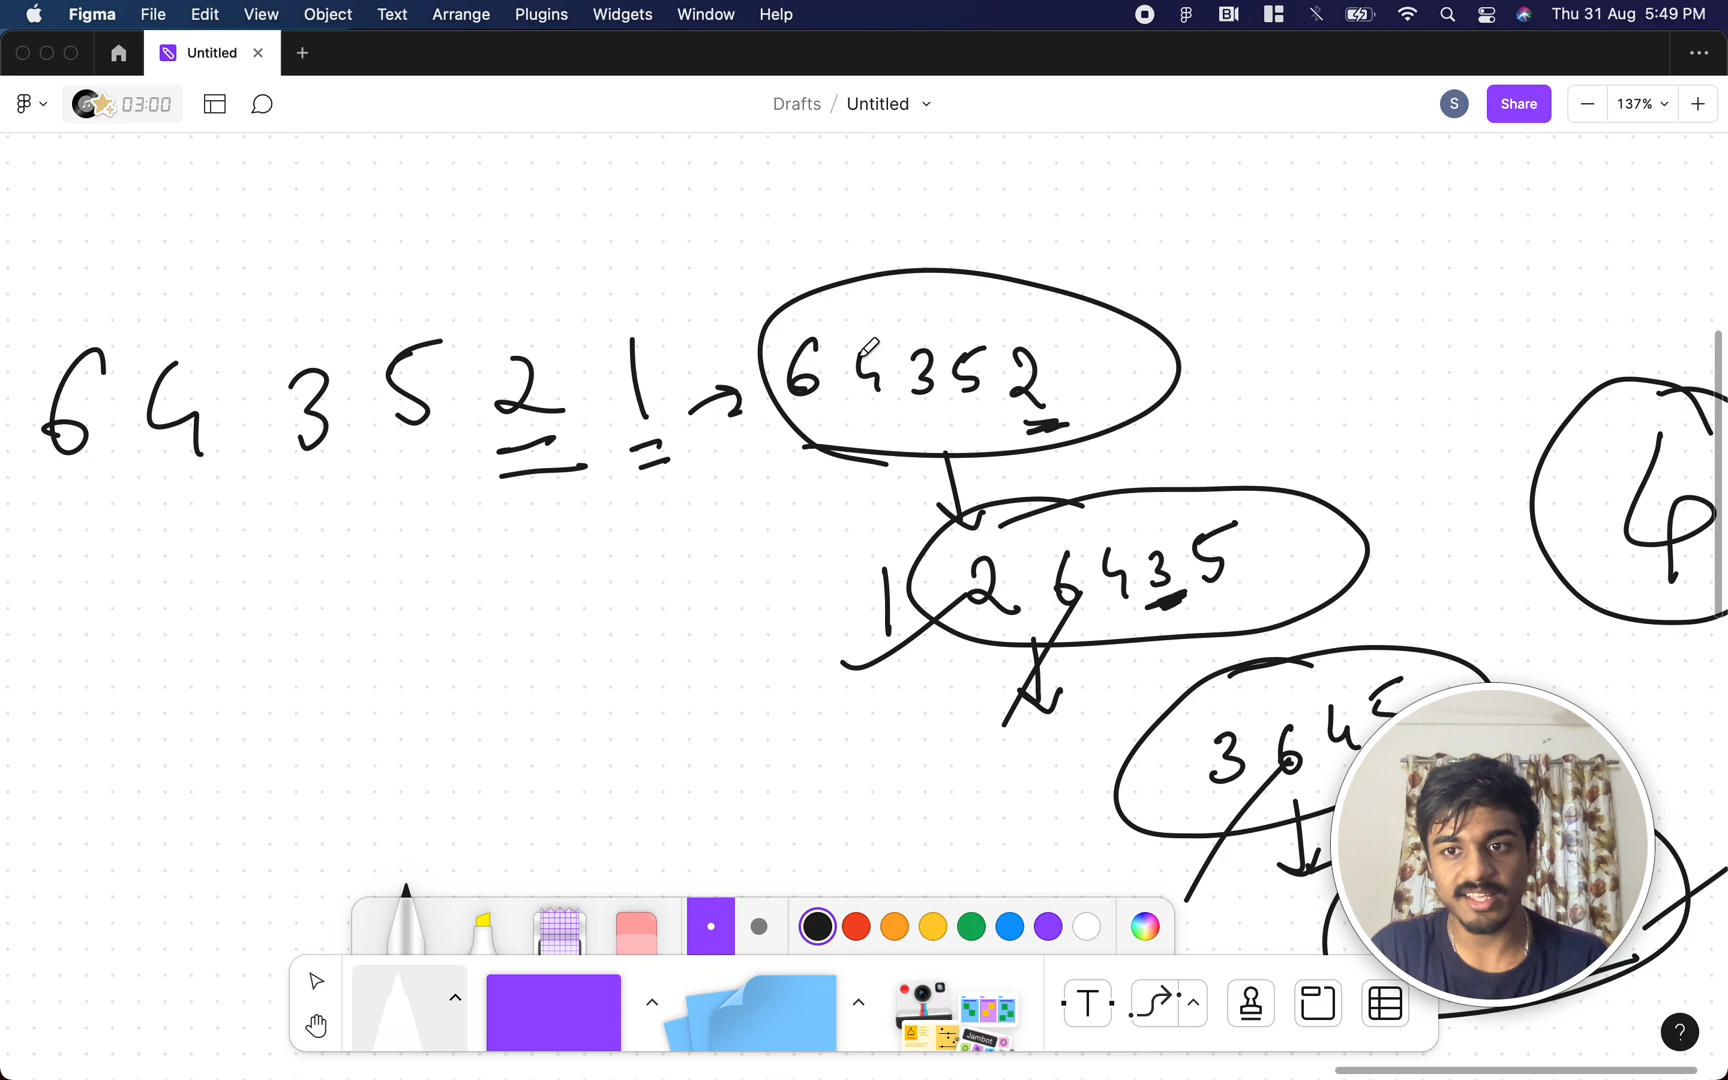 Figma File Edit View Object Text Arrange Plugins Widgets Window Help Thu 31 Aug 5:49 PM
Untitled
03:00 Drafts / Untitled S Share 137%
6 4 3 5 2 1 → 6 4 3 5 2
4
1 2 6 4 3 5
3 6 4
T
Jambot
?